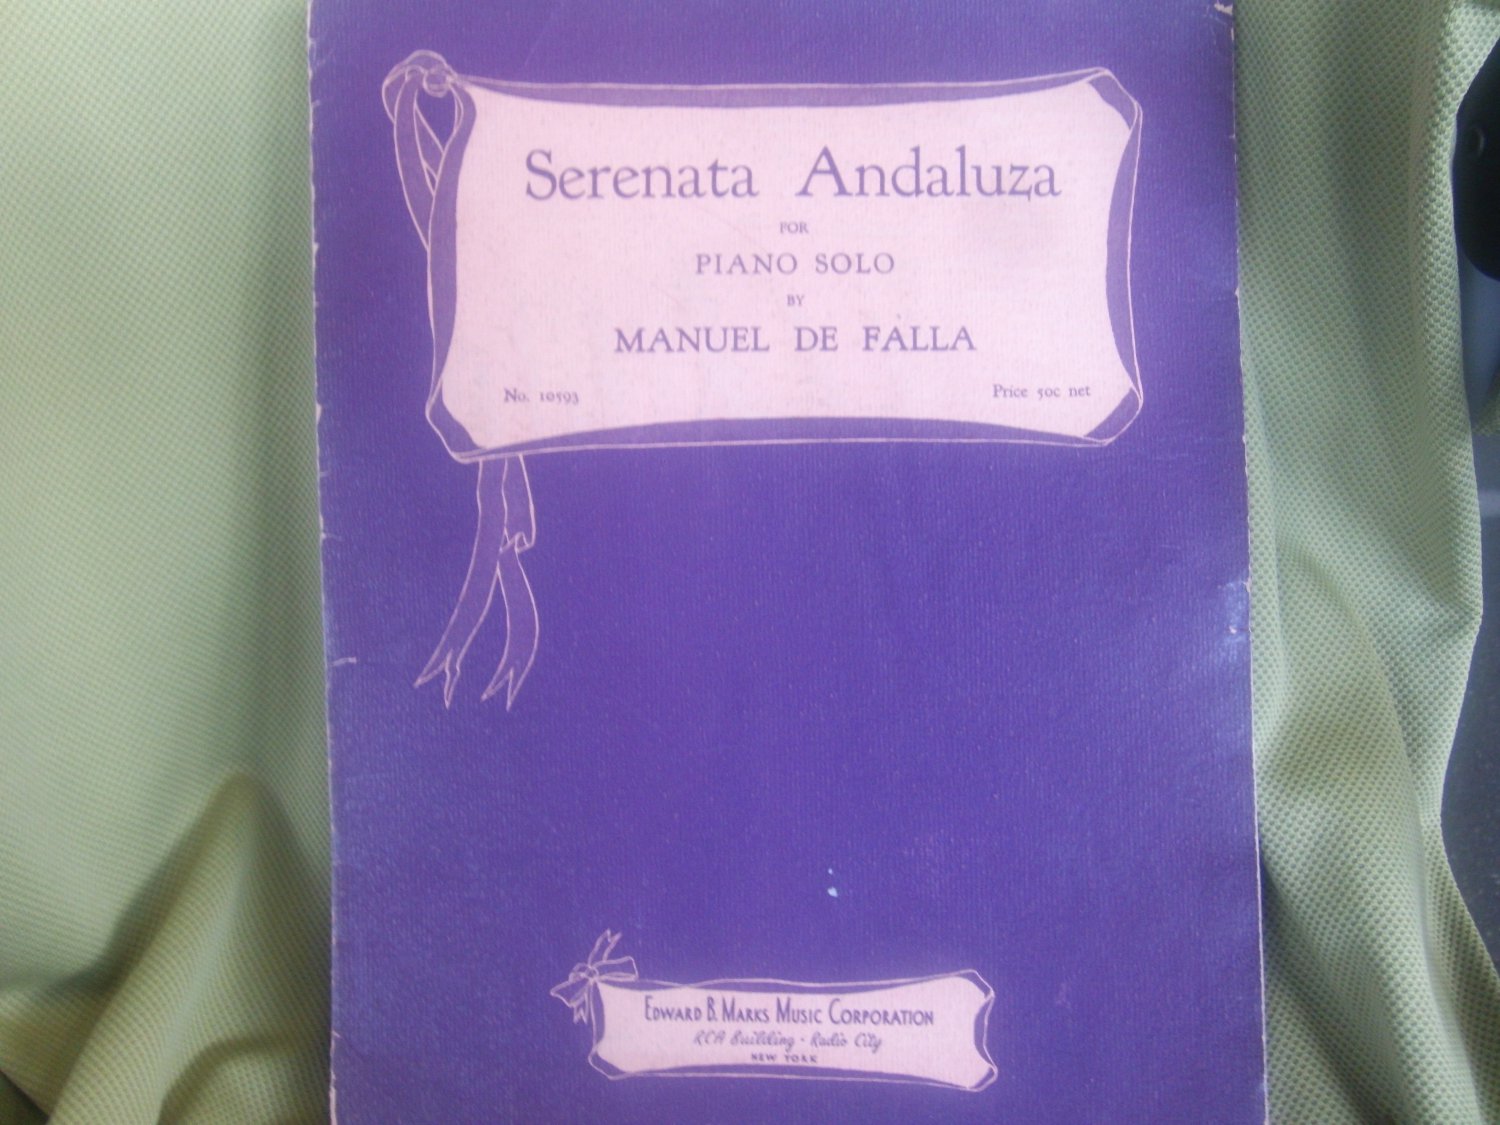 Serenata Andaluza
FOR
PIANO SOLO
BY
MANUEL DE FALLA
No. 10593
Price 50c net
EDWARD B. MARKS MUSIC CORPORATION
RCA Building - Radio City
NEW YORK